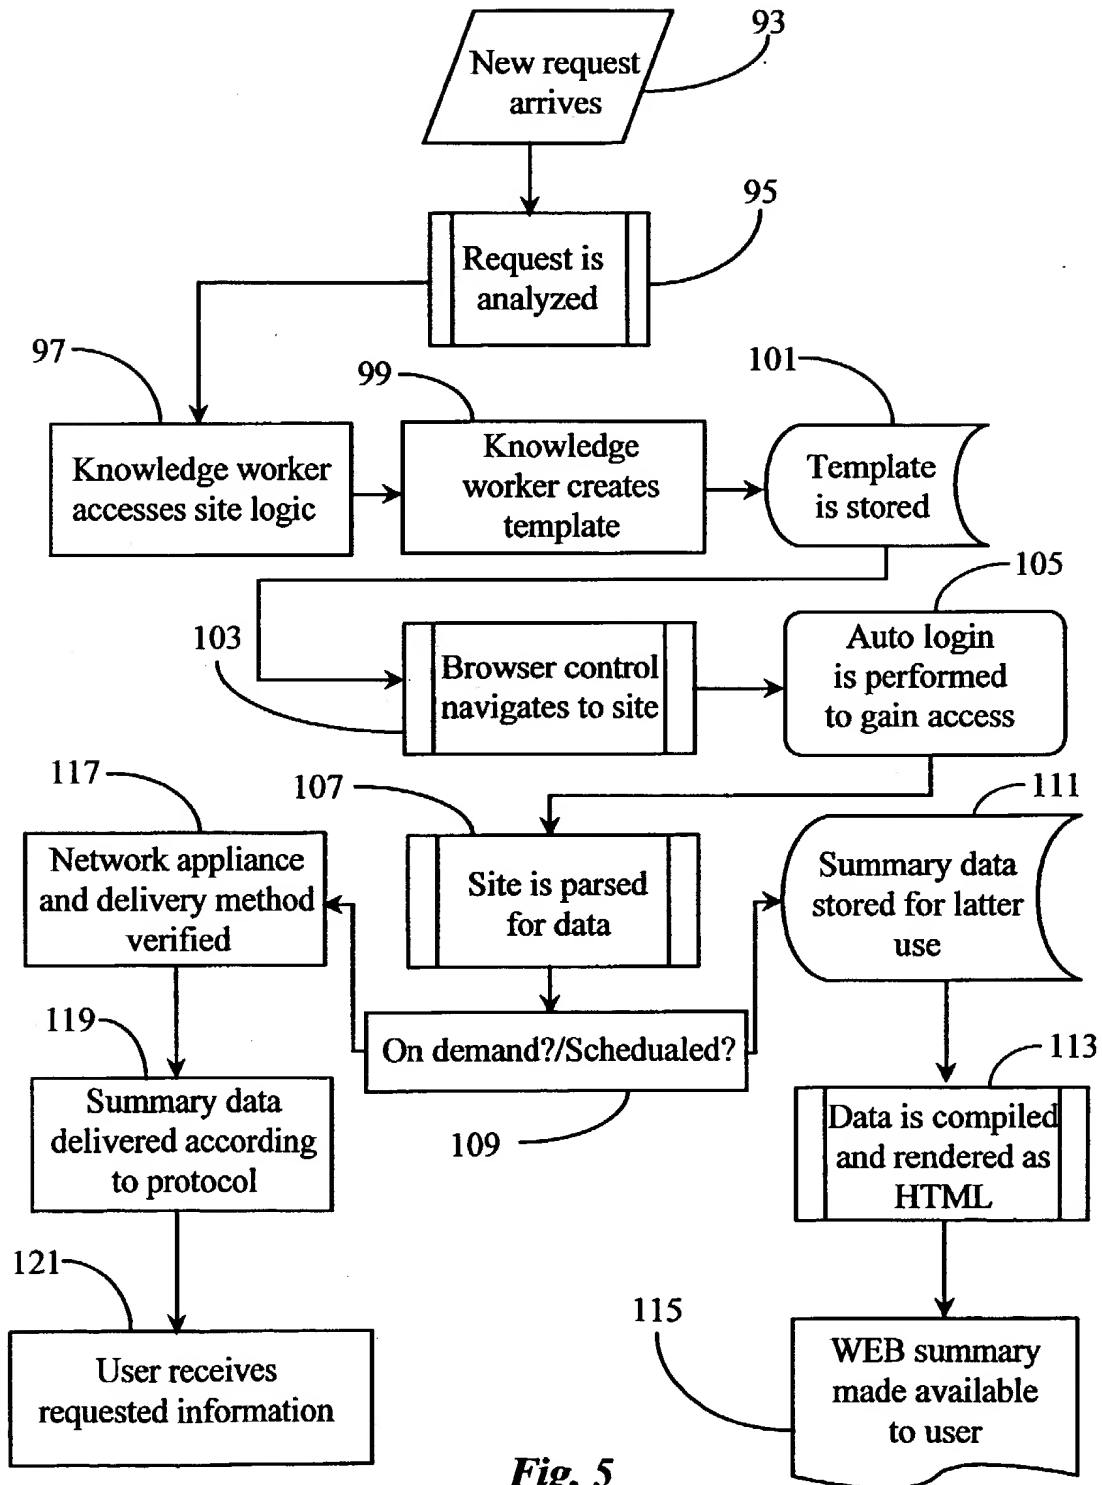 93
New request
arrives
95
Request is
analyzed
97
Knowledge worker
accesses site logic
99
Knowledge
worker creates
template
101
Template
is stored
103
Browser control
navigates to site
105
Auto login
is performed
to gain access
107
Site is parsed
for data
109
On demand?/Schedualed?
111
Summary data
stored for latter
use
113
Data is compiled
and rendered as
HTML
115
WEB summary
made available
to user
117
Network appliance
and delivery method
verified
119
Summary data
delivered according
to protocol
121
User receives
requested information
Fig. 5